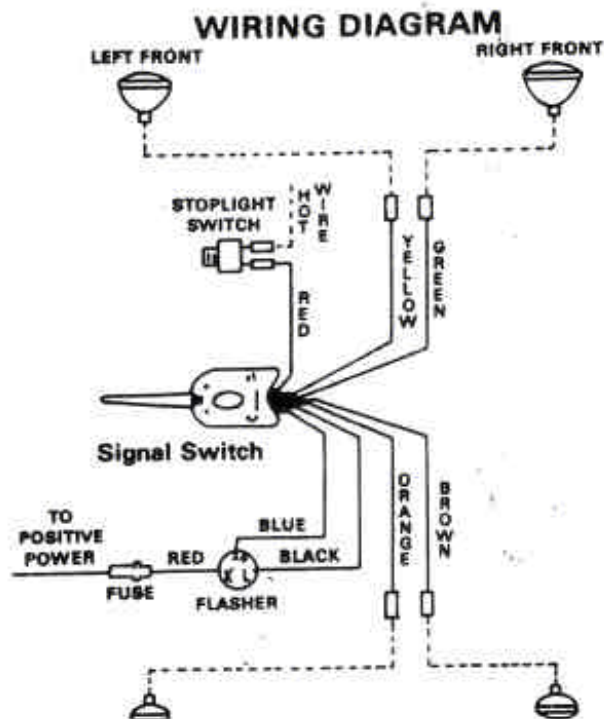 WIRING DIAGRAM
LEFT FRONT
RIGHT FRONT
STOPLIGHT
SWITCH
HOT
WIRE
RED
YELLOW
GREEN
Signal Switch
ORANGE
BROWN
BLUE
BLACK
TO
POSITIVE
POWER
RED
FUSE
X L
FLASHER